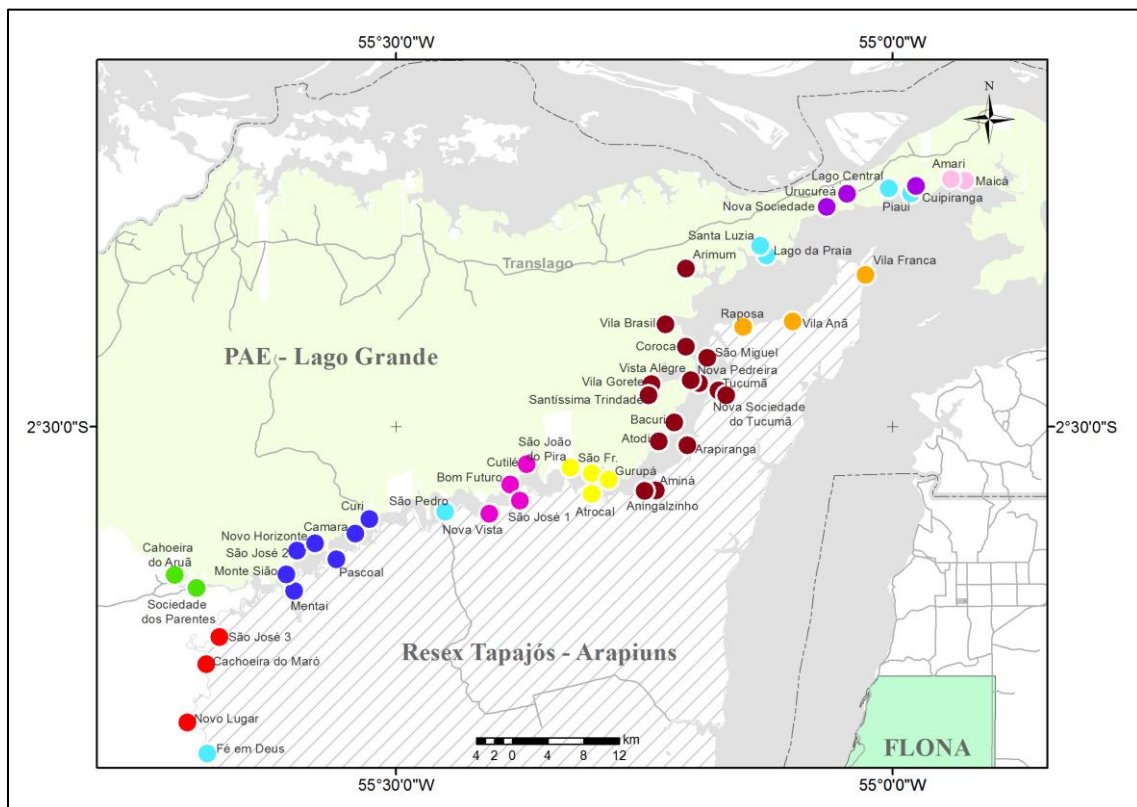 55°30'0"W
55°0'0"W
N
Amari
Lago Central
Maicá
Urucureá
Cuipiranga
Nova Sociedade
Piauí
Santa Luzia
Lago da Praia
Arimum
Translago
Vila Franca
Raposa
Vila Brasil
Vila Anã
Coroca
São Miguel
PAE - Lago Grande
Vista Alegre
Nova Pedreira
Vila Gorete
Tucumã
Santíssima Trindade
Nova Sociedade
do Tucumã
2°30'0"S
2°30'0"S
Bacuri
Atodi
Arapiranga
São João
do Pira
São Fr.
Cutilé
Gurupá
Bom Futuro
Aminá
Aningalzinho
Atrocal
São José 1
Nova Vista
São Pedro
Curi
Camara
Novo Horizonte
São José 2
Pascoal
Monte Sião
Mentai
Cahoeira
do Aruã
Sociedade
dos Parentes
São José 3
Cachoeira do Maró
Resex Tapajós - Arapiuns
Novo Lugar
Fé em Deus
km
4 2 0 4 8 12
FLONA
55°30'0"W
55°0'0"W